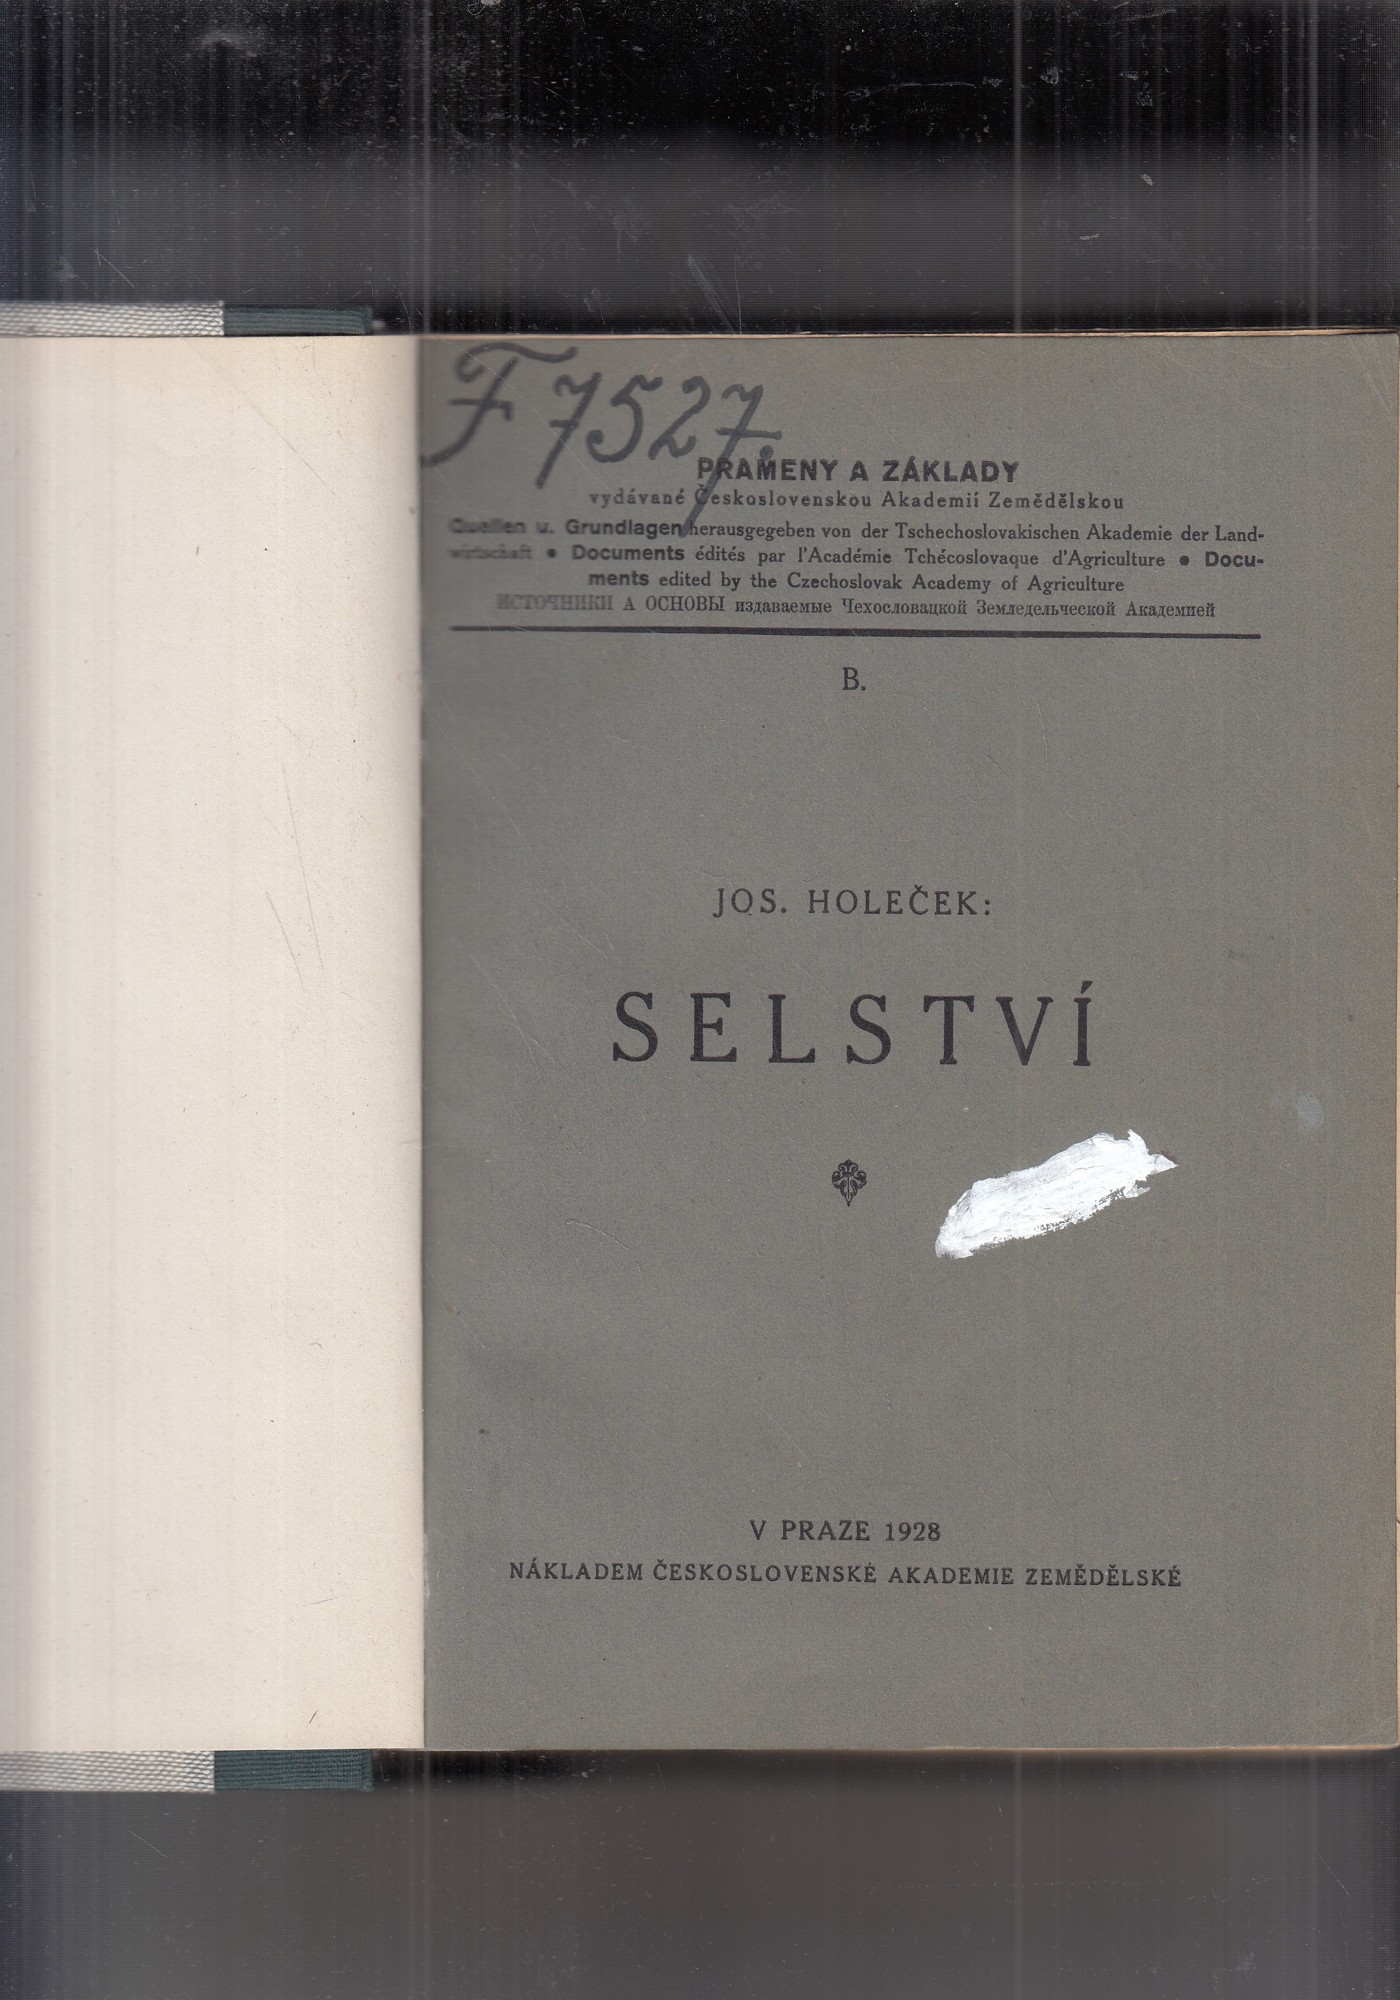 F 7527.
PRAMENY A ZÁKLADY
vydávané Československou Akademií Zemědělskou
Quellen u. Grundlagen herausgegeben von der Tschechoslovakischen Akademie der Land-
wirtschaft • Documents édités par l'Académie Tchécoslovaque d'Agriculture • Docu-
ments edited by the Czechoslovak Academy of Agriculture
ИСТОЧНИКИ А ОСНОВЫ издаваемые Чехословацкой Земледельческой Академией
B.
JOS. HOLEČEK:
SELSTVÍ
V PRAZE 1928
NÁKLADEM ČESKOSLOVENSKÉ AKADEMIE ZEMĚDĚLSKÉ